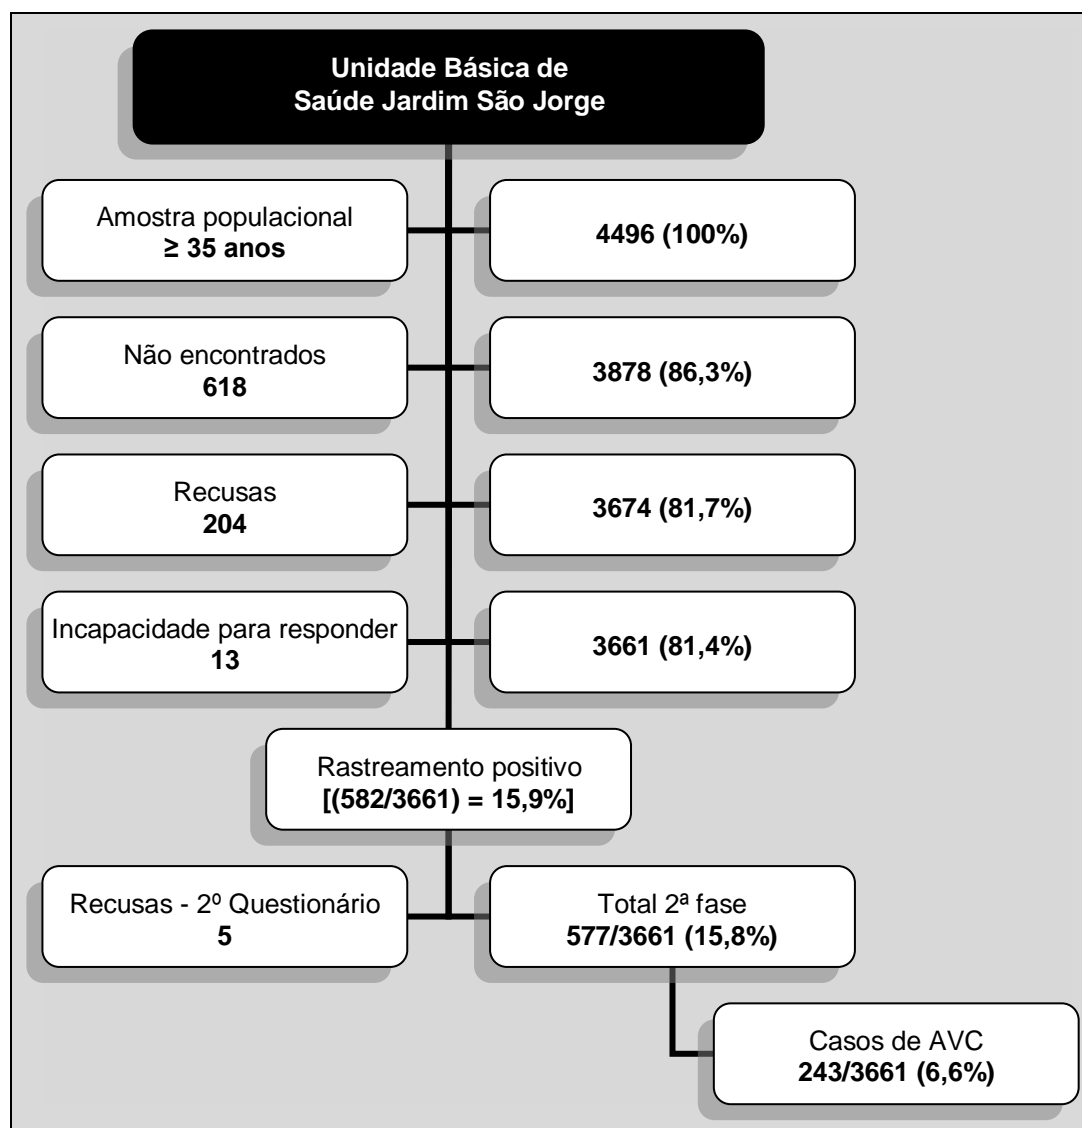 Unidade Básica de
Saúde Jardim São Jorge
Amostra populacional
≥ 35 anos
4496 (100%)
Não encontrados
618
3878 (86,3%)
Recusas
204
3674 (81,7%)
Incapacidade para responder
13
3661 (81,4%)
Rastreamento positivo
[(582/3661) = 15,9%]
Recusas - 2º Questionário
5
Total 2ª fase
577/3661 (15,8%)
Casos de AVC
243/3661 (6,6%)